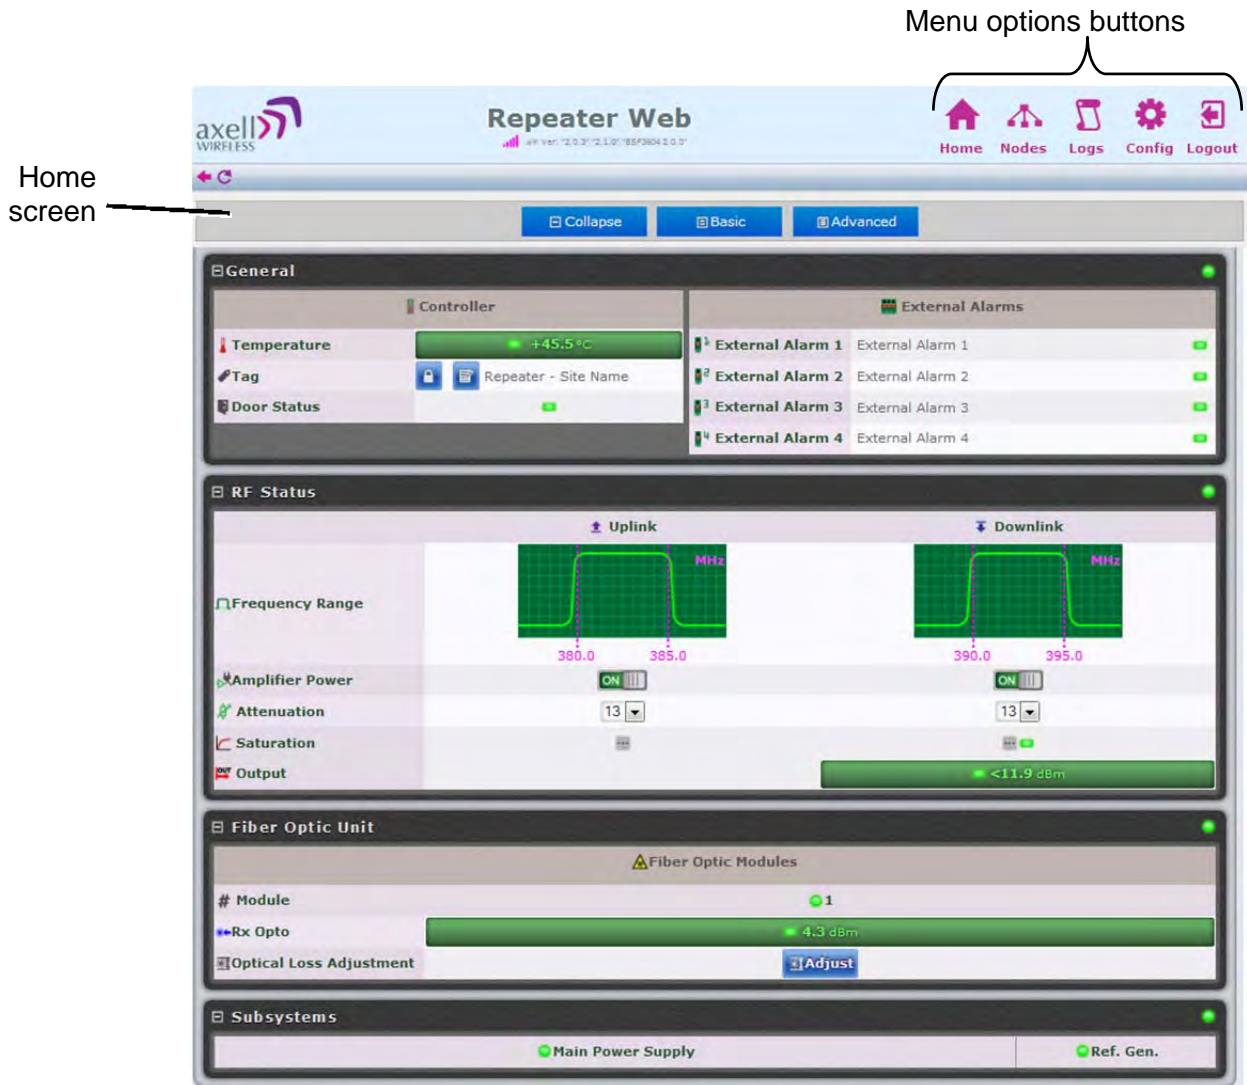 Menu options buttons
axell
WIRELESS
Repeater Web
Home Nodes Logs Config Logout
Home
screen
Collapse Basic Advanced
General
Controller External Alarms
Temperature +45.5°C External Alarm 1 External Alarm 1
Tag Repeater - Site Name External Alarm 2 External Alarm 2
Door Status External Alarm 3 External Alarm 3
External Alarm 4 External Alarm 4
RF Status
Uplink Downlink
MHz MHz
Frequency Range
380.0 385.0 390.0 395.0
Amplifier Power ON ON
Attenuation 13 13
Saturation
OUT Output <11.9 dBm
Fiber Optic Unit
Fiber Optic Modules
# Module 1
Rx Opto 4.3 dBm
Optical Loss Adjustment Adjust
Subsystems
Main Power Supply Ref. Gen.